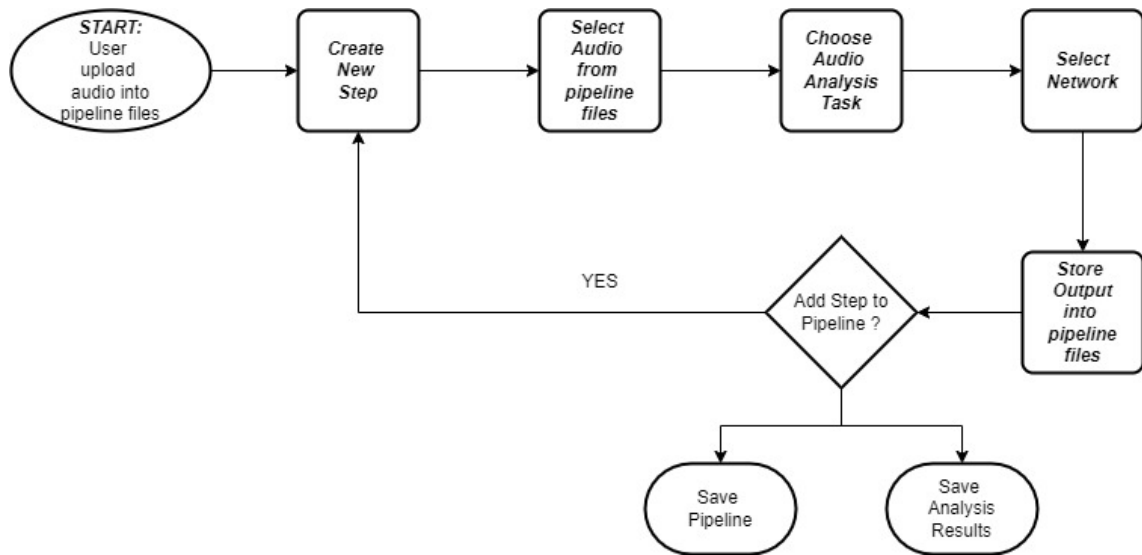 START:
User
upload
audio into
pipeline files
Create
New
Step
Select
Audio
from
pipeline
files
Choose
Audio
Analysis
Task
Select
Network
Store
Output
into
pipeline
files
Add Step to
Pipeline ?
YES
Save
Pipeline
Save
Analysis
Results